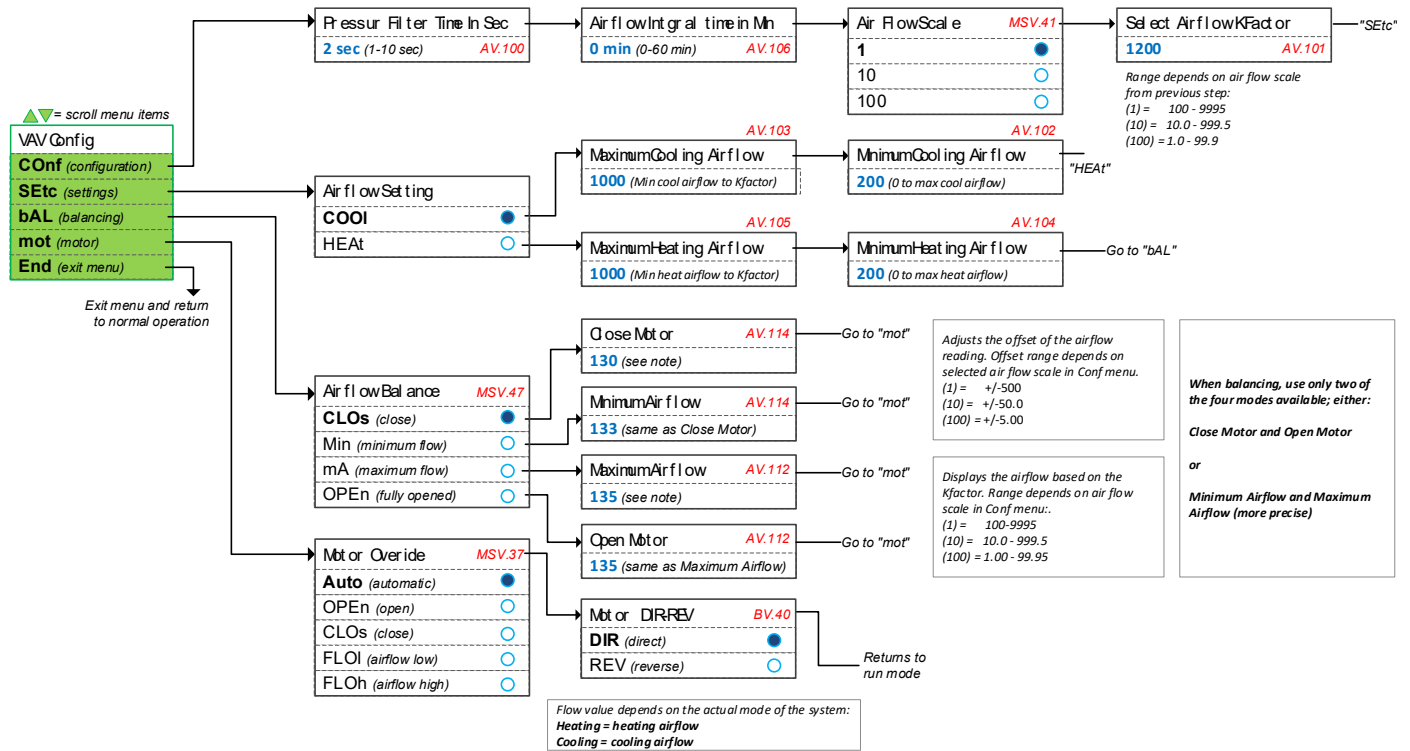 Pressur Filter Time In Sec
2 sec (1-10 sec) AV.100
Airflow Intgral time in Min
0 min (0-60 min) AV.106
Air Flow Scale MSV.41
1
10
100
Select Airflow KFactor
1200 AV.101
"SEtc"
Range depends on air flow scale
from previous step:
(1) = 100 - 9995
(10) = 10.0 - 999.5
(100) = 1.0 - 99.9
= scroll menu items
VAV Config
COnf (configuration)
SEtc (settings)
bAL (balancing)
mot (motor)
End (exit menu)
Exit menu and return
to normal operation
Airflow Setting
COOl
HEAt
AV.103
Maximum Cooling Airflow
1000 (Min cool airflow to Kfactor)
AV.102
Minimum Cooling Airflow
200 (0 to max cool airflow)
"HEAt"
AV.105
Maximum Heating Airflow
1000 (Min heat airflow to Kfactor)
AV.104
Minimum Heating Airflow
200 (0 to max heat airflow)
Go to "bAL"
Airflow Balance MSV.47
CLOs (close)
Min (minimum flow)
mA (maximum flow)
OPEn (fully opened)
Close Motor AV.114
130 (see note)
Go to "mot"
Minimum Airflow AV.114
133 (same as Close Motor)
Go to "mot"
Maximum Airflow AV.112
135 (see note)
Go to "mot"
Open Motor AV.112
135 (same as Maximum Airflow)
Go to "mot"
Adjusts the offset of the airflow
reading. Offset range depends on
selected air flow scale in Conf menu.
(1) = +/-500
(10) = +/-50.0
(100) = +/-5.00
Displays the airflow based on the
Kfactor. Range depends on air flow
scale in Conf menu:.
(1) = 100-9995
(10) = 10.0 - 999.5
(100) = 1.00 - 99.95
When balancing, use only two of
the four modes available; either:
Close Motor and Open Motor
or
Minimum Airflow and Maximum
Airflow (more precise)
Motor Overide MSV.37
Auto (automatic)
OPEn (open)
CLOs (close)
FLOl (airflow low)
FLOh (airflow high)
Motor DIR-REV BV.40
DIR (direct)
REV (reverse)
Returns to
run mode
Flow value depends on the actual mode of the system:
Heating = heating airflow
Cooling = cooling airflow